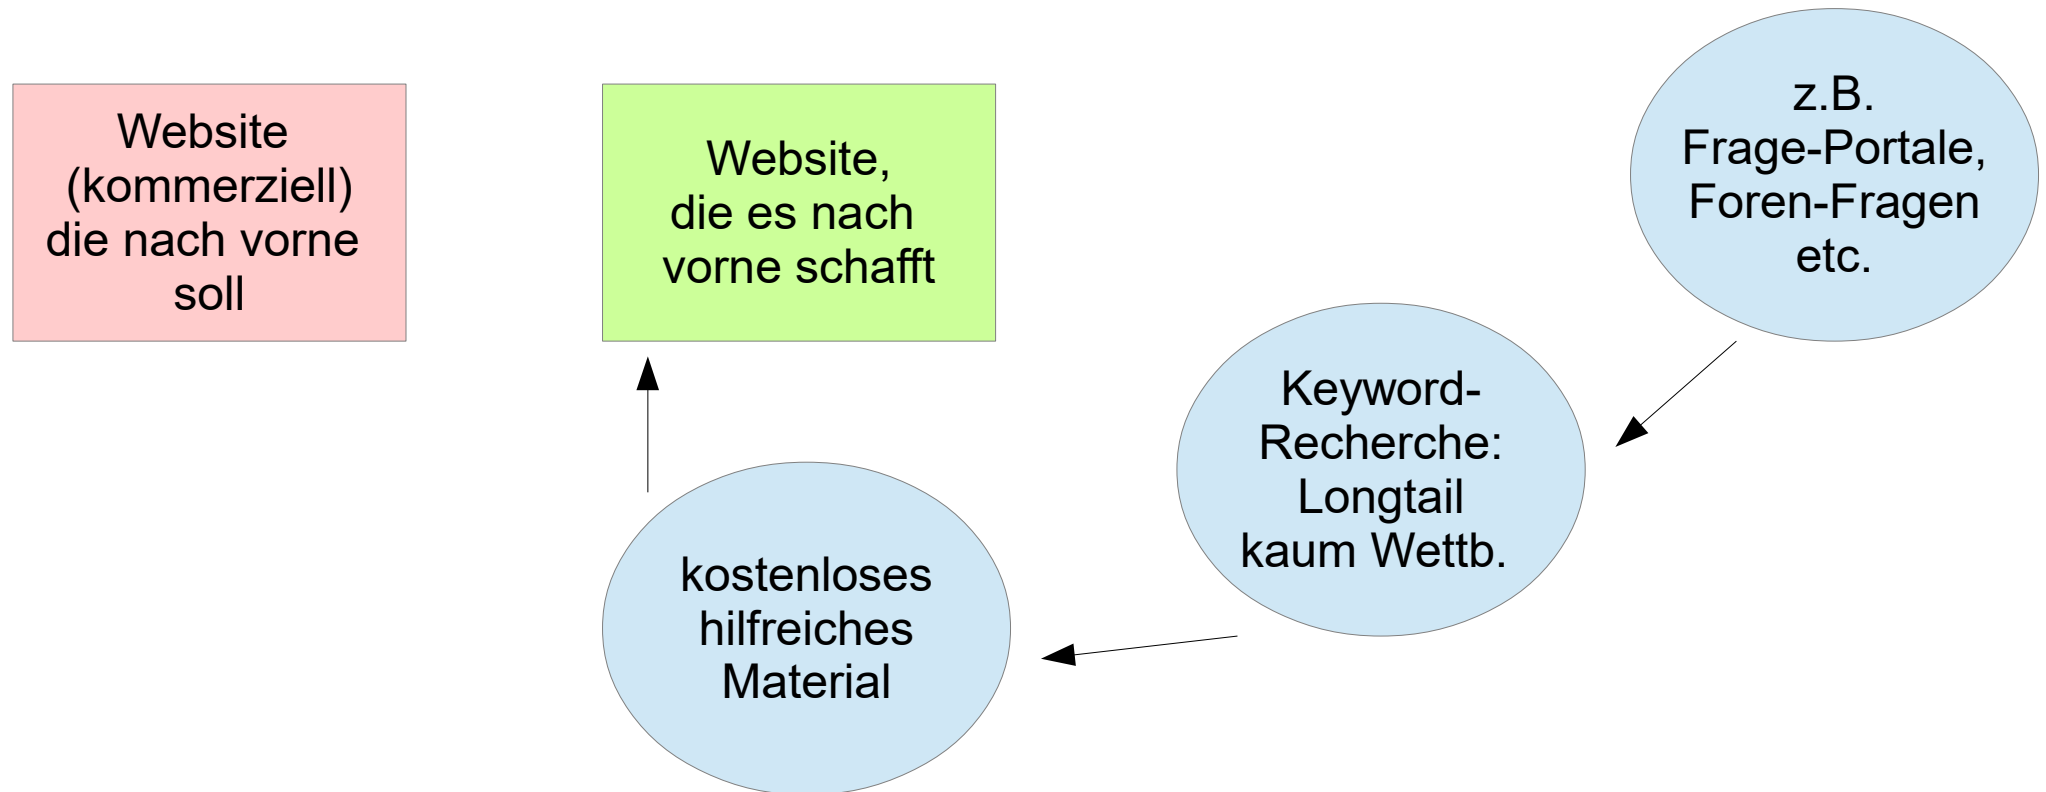 Website
(kommerziell)
die nach vorne
soll
Website,
die es nach
vorne schafft
z.B.
Frage-Portale,
Foren-Fragen
etc.
Keyword-
Recherche:
Longtail
kaum Wettb.
kostenloses
hilfreiches
Material